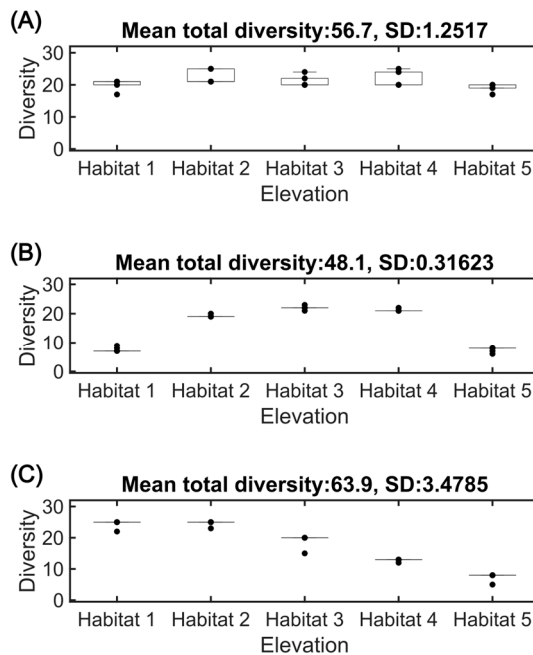 (A)
Mean total diversity:56.7, SD:1.2517
30
20
10
0
Diversity
Habitat 1 Habitat 2 Habitat 3 Habitat 4 Habitat 5
Elevation
(B)
Mean total diversity:48.1, SD:0.31623
30
20
10
0
Diversity
Habitat 1 Habitat 2 Habitat 3 Habitat 4 Habitat 5
Elevation
(C)
Mean total diversity:63.9, SD:3.4785
30
20
10
0
Diversity
Habitat 1 Habitat 2 Habitat 3 Habitat 4 Habitat 5
Elevation